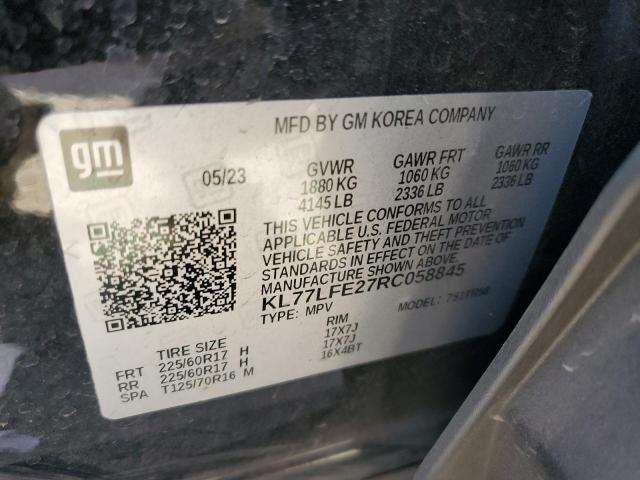 gm
MFD BY GM KOREA COMPANY
05/23
GVWR GAWR FRT GAWR RR
1880 KG 1060 KG 1060 KG
4145 LB 2336 LB 2336 LB
THIS VEHICLE CONFORMS TO ALL
APPLICABLE U.S. FEDERAL MOTOR
VEHICLE SAFETY AND THEFT PREVENTION
STANDARDS IN EFFECT ON THE DATE OF
MANUFACTURE SHOWN ABOVE.
KL77LFE27RC058845
TYPE: MPV MODEL: 751TR58
TIRE SIZE RIM
FRT 225/60R17 H 17X7J
RR 225/60R17 H 17X7J
SPA T125/70R16 M 16X4BT